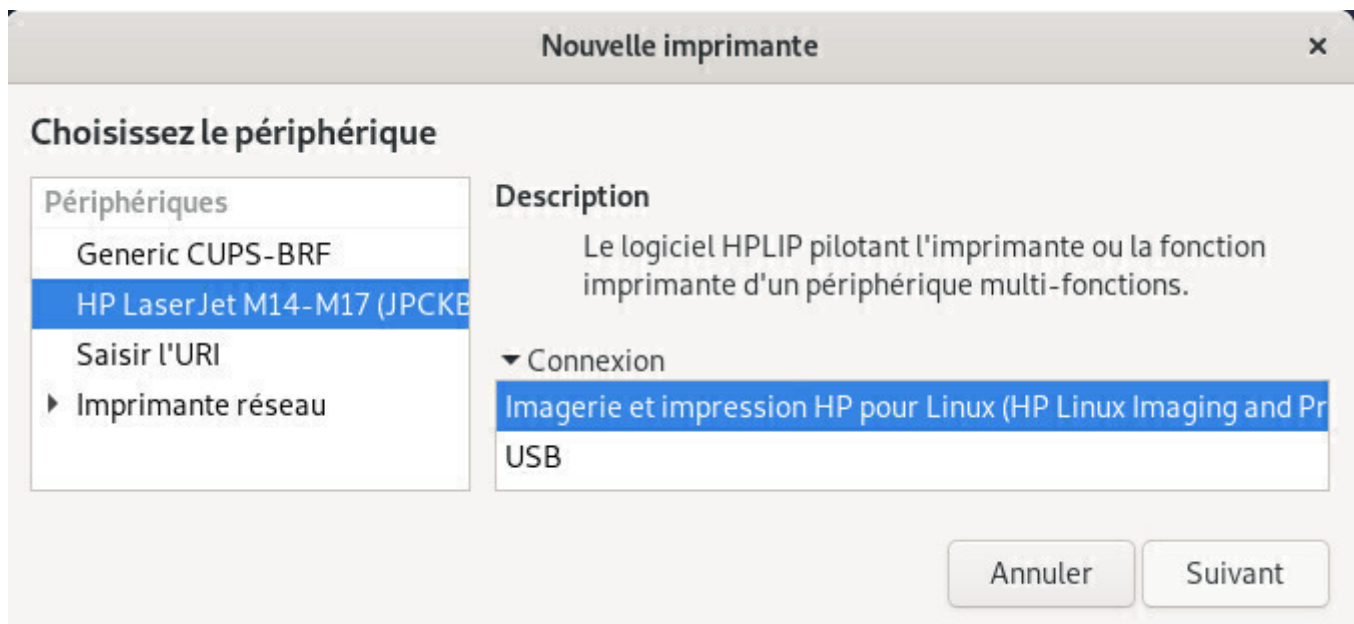 Nouvelle imprimante ×
Choisissez le périphérique
Périphériques
Generic CUPS-BRF
HP LaserJet M14-M17 (JPCKB
Saisir l'URI
Imprimante réseau
Description
Le logiciel HPLIP pilotant l'imprimante ou la fonction
imprimante d'un périphérique multi-fonctions.
Connexion
Imagerie et impression HP pour Linux (HP Linux Imaging and Pr
USB
Annuler Suivant